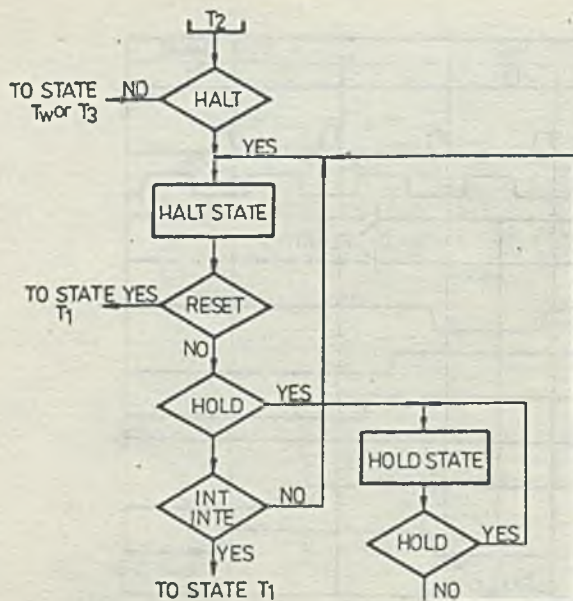 T2
HALT
NO
TO STATE
Tw or T3
YES
HALT STATE
TO STATE YES
T1
RESET
NO
HOLD
YES
HOLD STATE
INT
INTE
NO
HOLD
YES
YES
NO
TO STATE T1